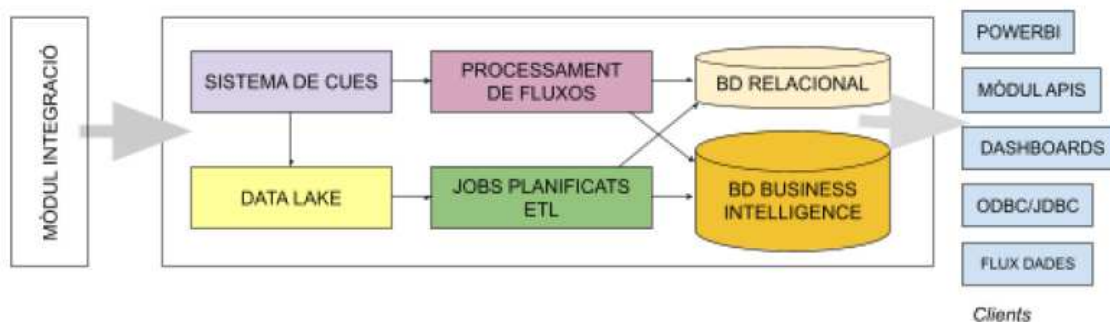 MÒDUL INTEGRACIÓ
SISTEMA DE CUES
PROCESSAMENT
DE FLUXOS
BD RELACIONAL
DATA LAKE
JOBS PLANIFICATS
ETL
BD BUSINESS
INTELLIGENCE
POWERBI
MÒDUL APIS
DASHBOARDS
ODBC/JDBC
FLUX DADES
Clients